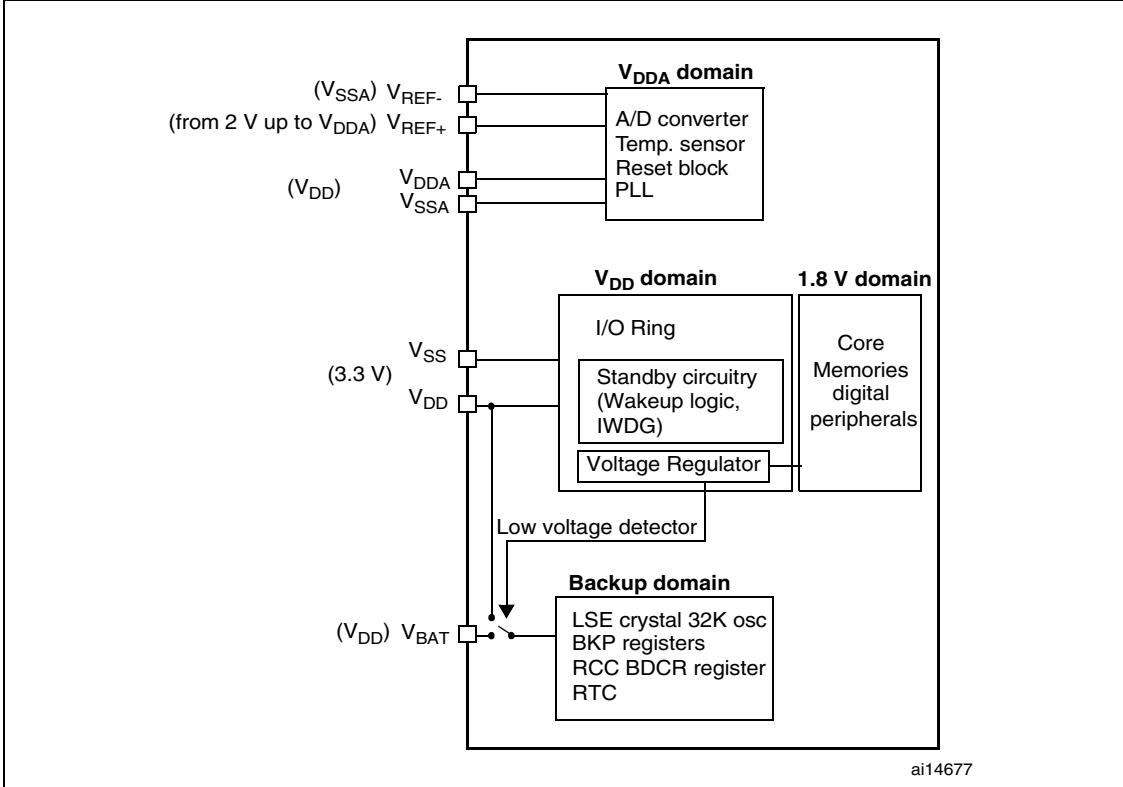 V_DDA domain
(V_SSA) V_REF-
(from 2 V up to V_DDA) V_REF+
A/D converter
Temp. sensor
Reset block
PLL
(V_DD)
V_DDA
V_SSA
V_DD domain
1.8 V domain
I/O Ring
V_SS
(3.3 V)
V_DD
Standby circuitry
(Wakeup logic,
IWDG)
Voltage Regulator
Core
Memories
digital
peripherals
Low voltage detector
Backup domain
(V_DD) V_BAT
LSE crystal 32K osc
BKP registers
RCC BDCR register
RTC
ai14677